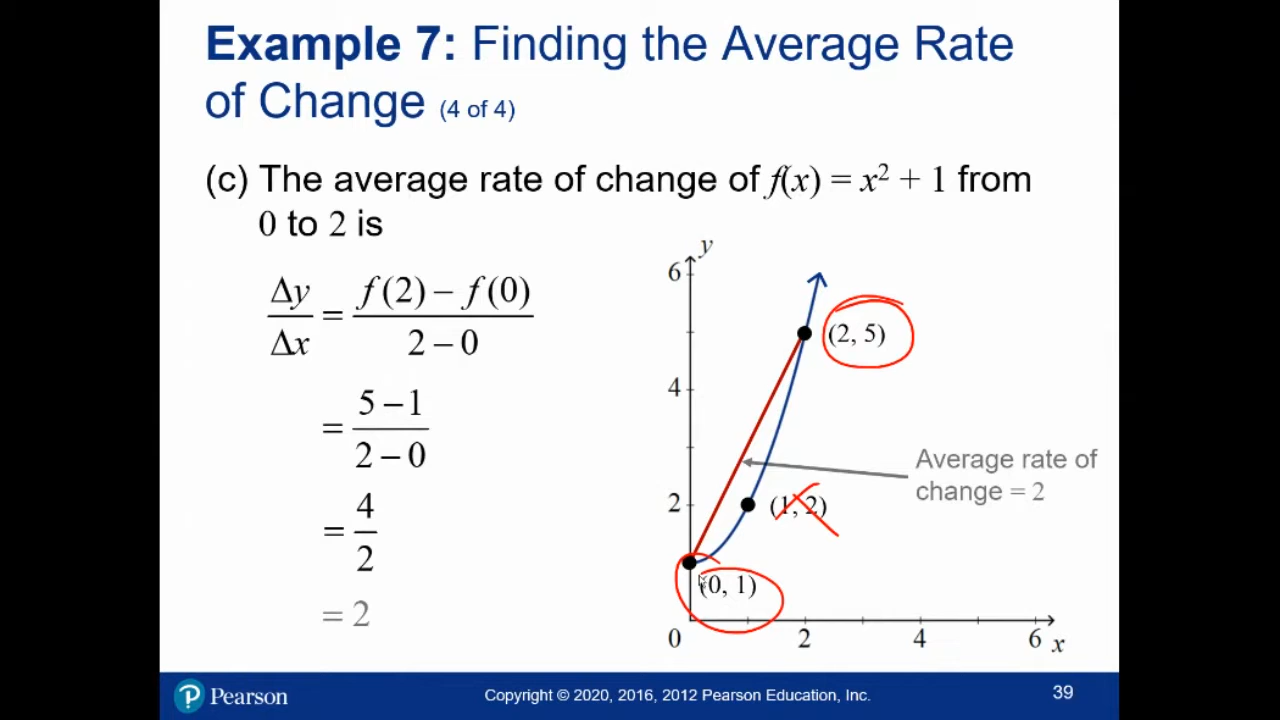 Example 7: Finding the Average Rate
of Change (4 of 4)
(c) The average rate of change of f(x) = x² + 1 from
0 to 2 is
Δy/Δx = (f(2) − f(0))/(2 − 0)
= (5 − 1)/(2 − 0)
= 4/2
= 2
y
6
(2, 5)
4
Average rate of
change = 2
2
(1, 2)
(0, 1)
0
2
4
6
x
Pearson
Copyright © 2020, 2016, 2012 Pearson Education, Inc.
39